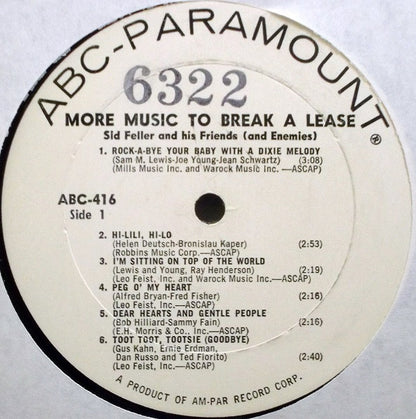 ABC-PARAMOUNT®
6322
MORE MUSIC TO BREAK A LEASE
Sid Feller and his Friends (and Enemies)
1. ROCK-A-BYE YOUR BABY WITH A DIXIE MELODY
(Sam M. Lewis-Joe Young-Jean Schwartz) (3:08)
(Mills Music Inc. and Warock Music Inc.—ASCAP)
ABC-416
Side 1
2. HI-LILI, HI-LO
(Helen Deutsch-Bronislau Kaper) (2:53)
(Robbins Music Corp.—ASCAP)
3. I'M SITTING ON TOP OF THE WORLD
(Lewis and Young, Ray Henderson) (2:19)
(Leo Feist, Inc. and Warock Music Inc.—ASCAP)
4. PEG O' MY HEART
(Alfred Bryan-Fred Fisher) (2:16)
(Leo Feist, Inc.—ASCAP)
5. DEAR HEARTS AND GENTLE PEOPLE
(Bob Hilliard-Sammy Fain) (2:16)
(E.H. Morris & Co., Inc.—ASCAP)
6. TOOT TOOT, TOOTSIE (GOODBYE)
(Gus Kahn, Ernie Erdman,
Dan Russo and Ted Fiorito) (2:40)
(Leo Feist, Inc.—ASCAP)
A PRODUCT OF AM-PAR RECORD CORP.